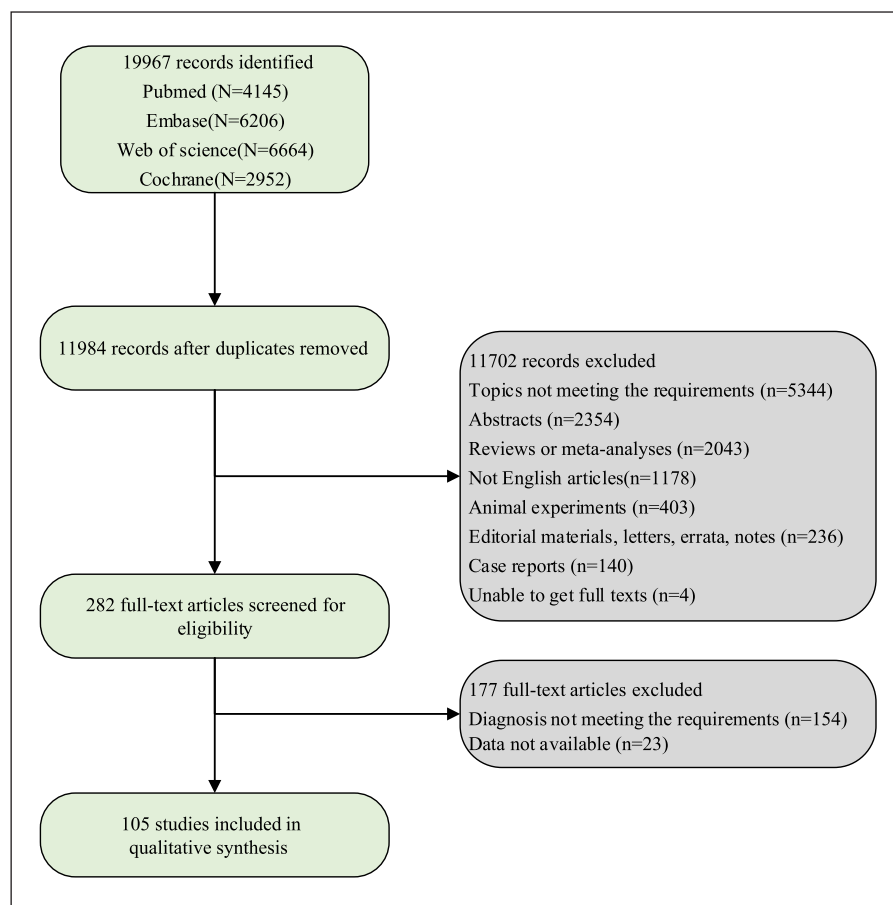 19967 records identified
Pubmed (N=4145)
Embase(N=6206)
Web of science(N=6664)
Cochrane(N=2952)
11984 records after duplicates removed
11702 records excluded
Topics not meeting the requirements (n=5344)
Abstracts (n=2354)
Reviews or meta-analyses (n=2043)
Not English articles(n=1178)
Animal experiments (n=403)
Editorial materials, letters, errata, notes (n=236)
Case reports (n=140)
Unable to get full texts (n=4)
282 full-text articles screened for
eligibility
177 full-text articles excluded
Diagnosis not meeting the requirements (n=154)
Data not available (n=23)
105 studies included in
qualitative synthesis